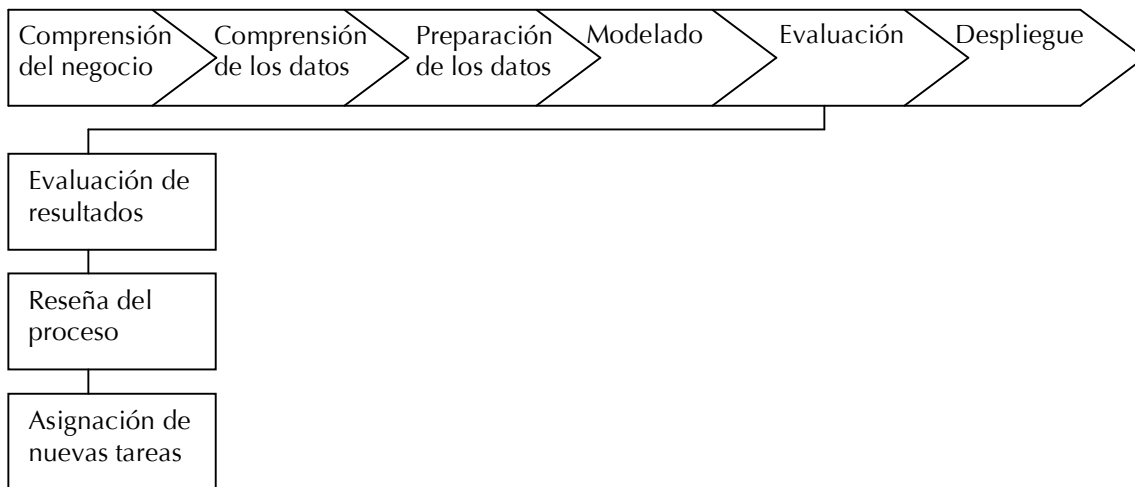 Comprensión
del negocio
Comprensión
de los datos
Preparación
de los datos
Modelado
Evaluación
Despliegue
Evaluación de
resultados
Reseña del
proceso
Asignación de
nuevas tareas